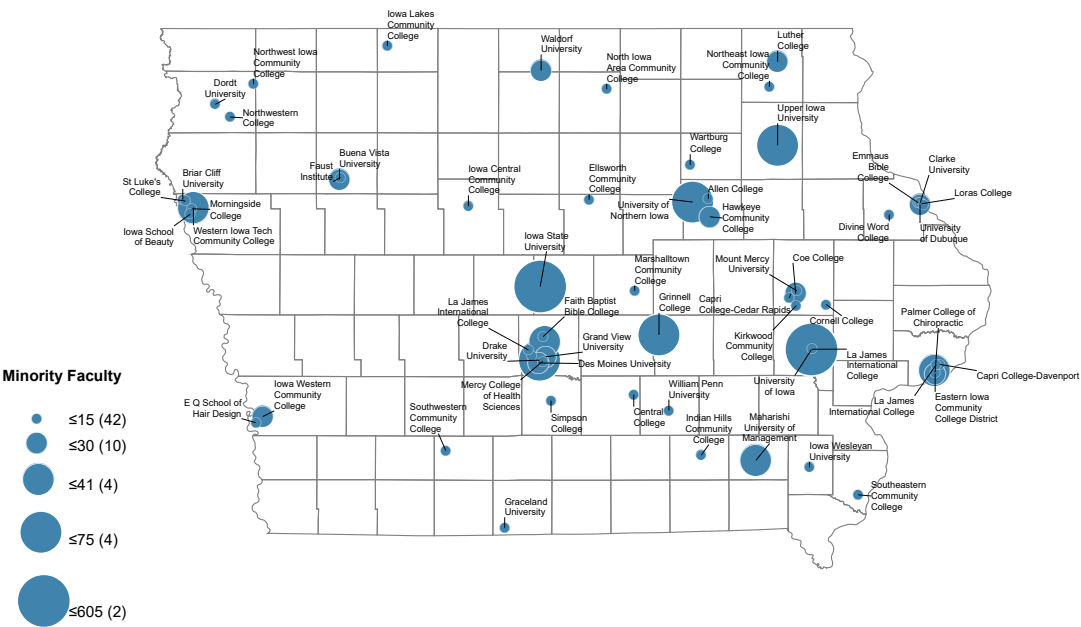 Iowa Lakes
Community
College
Waldorf
University
Luther
College
Northwest Iowa
Community
College
North Iowa
Area Community
College
Northeast Iowa
Community
College
Dordt
University
Northwestern
College
Upper Iowa
University
Wartburg
College
Buena Vista
University
Faust
Institute
Emmaus
Bible
College
Clarke
University
Loras College
Briar Cliff
University
St Luke's
College
Iowa Central
Community
College
Ellsworth
Community
College
Allen College
Morningside
College
University of
Northern Iowa
Hawkeye
Community
College
Iowa School
of Beauty
Western Iowa Tech
Community College
Divine Word
College
University
of Dubuque
Iowa State
University
Marshalltown
Community
College
Mount Mercy
University
Coe College
La James
International
College
Faith Baptist
Bible College
Grinnell
College
Capri
College-Cedar Rapids
Cornell College
Palmer College of
Chiropractic
Drake
University
Grand View
University
Des Moines University
Kirkwood
Community
College
La James
International
College
Minority Faculty
Iowa Western
Community
College
Mercy College
of Health
Sciences
William Penn
University
University
of Iowa
Capri College-Davenport
E Q School of
Hair Design
Southwestern
Community
College
Simpson
College
Central
College
Indian Hills
Community
College
Maharishi
University of
Management
La James
International College
Eastern Iowa
Community
College District
≤15 (42)
≤30 (10)
Iowa Wesleyan
University
≤41 (4)
Southeastern
Community
College
Graceland
University
≤75 (4)
≤605 (2)